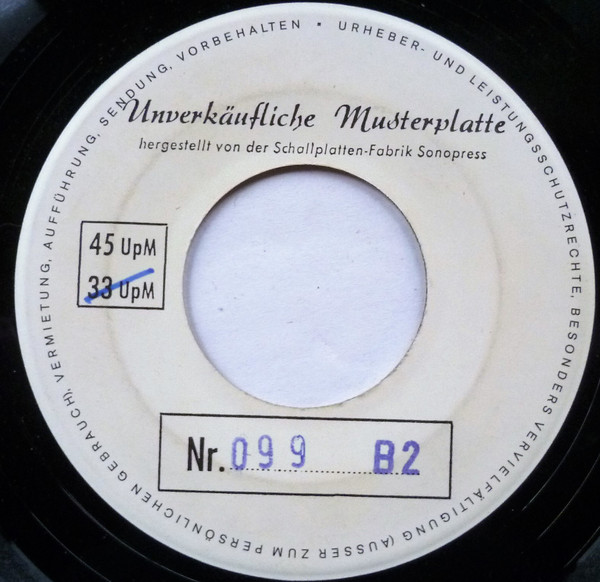 URHEBER- UND LEISTUNGSSCHUTZRECHTE, BESONDERS VERVIELFÄLTIGUNG (AUSSER ZUM PERSÖNLICHEN GEBRAUCH), VERMIETUNG, AUFFÜHRUNG, SENDUNG, VORBEHALTEN •
Unverkäufliche Musterplatte
hergestellt von der Schallplatten-Fabrik Sonopress
45 UpM
33 UpM
Nr. 099 B2